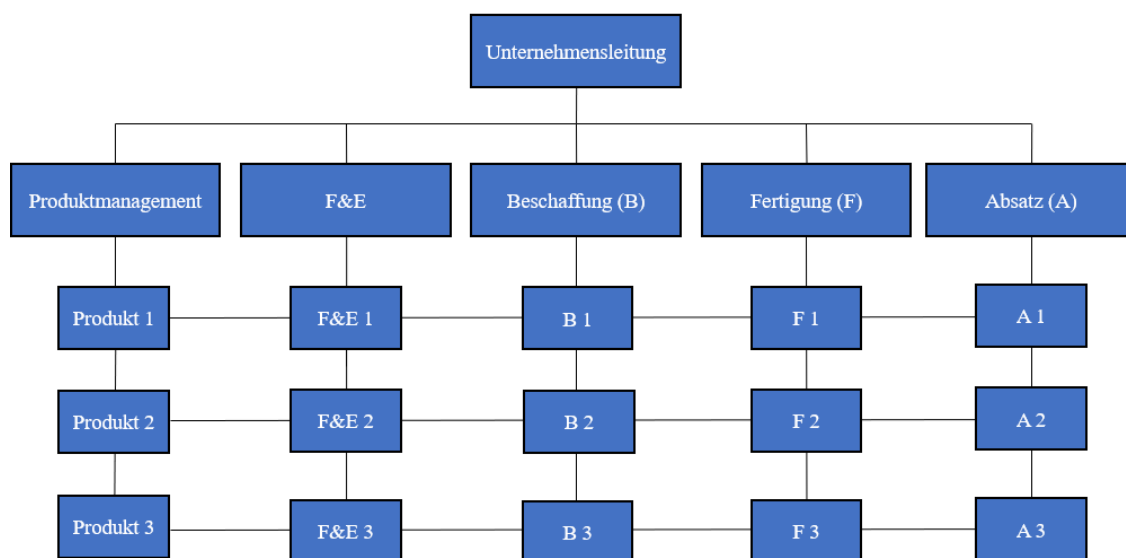 Unternehmensleitung
Produktmanagement
F&E
Beschaffung (B)
Fertigung (F)
Absatz (A)
Produkt 1
F&E 1
B 1
F 1
A 1
Produkt 2
F&E 2
B 2
F 2
A 2
Produkt 3
F&E 3
B 3
F 3
A 3